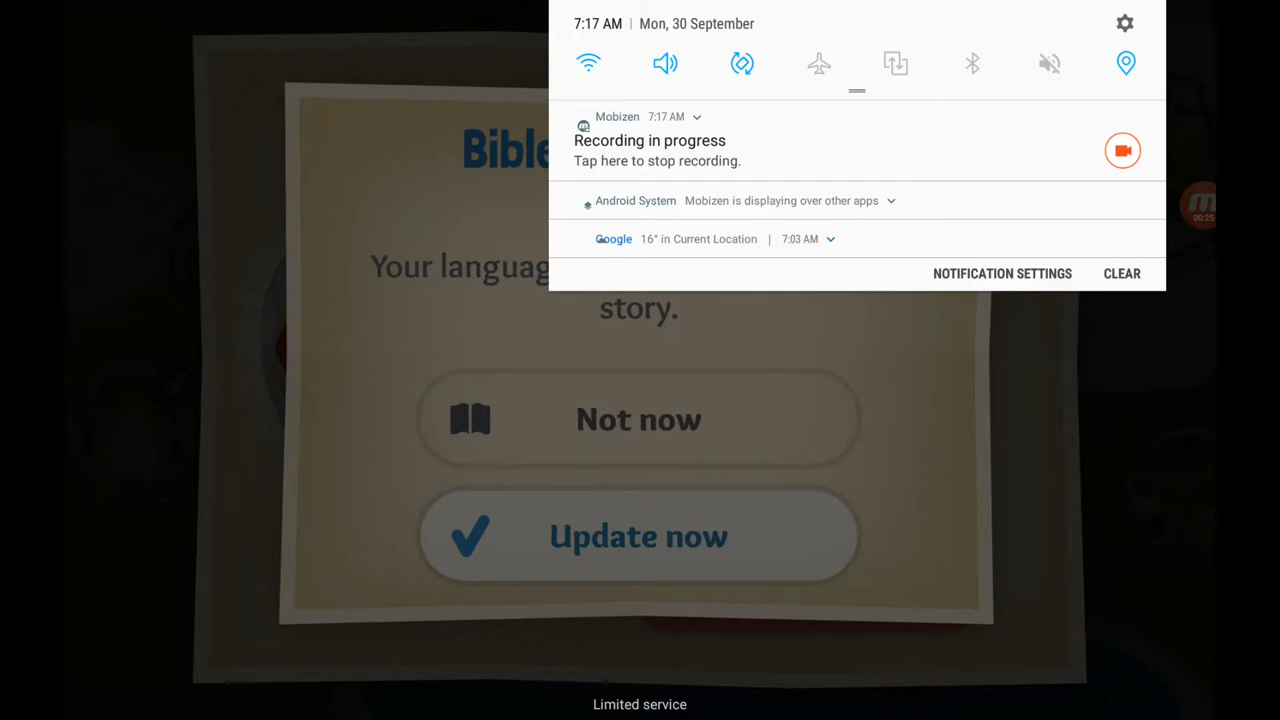 7:17 AM | Mon, 30 September
Mobizen 7:17 AM
Recording in progress
Tap here to stop recording.
00:25
Android System Mobizen is displaying over other apps
Google 16° in Current Location | 7:03 AM
NOTIFICATION SETTINGS CLEAR
Bible
Your languag
story.
Not now
Update now
Limited service